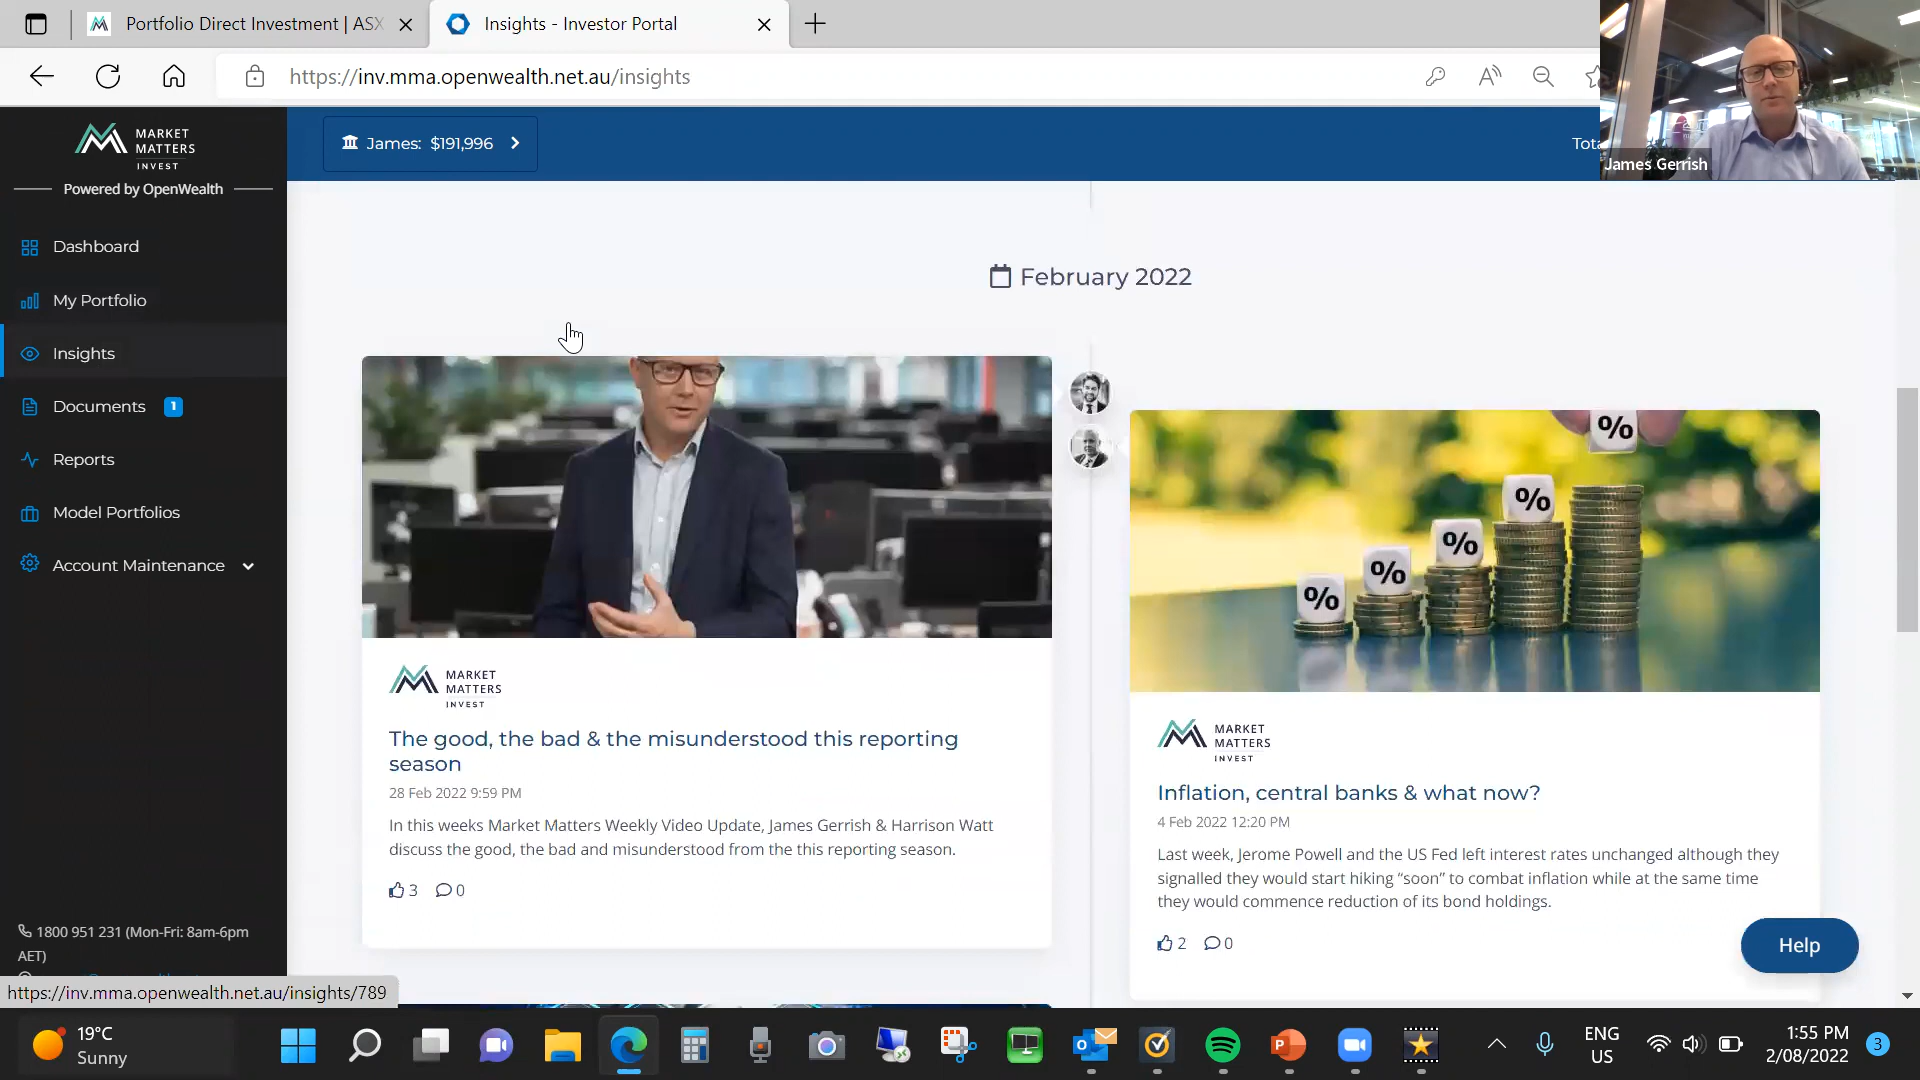 Portfolio Direct Investment | ASX
Insights - Investor Portal
https://inv.mma.openwealth.net.au/insights
James Gerrish
MARKET
MATTERS
INVEST
Powered by OpenWealth
James: $191,996
Dashboard
My Portfolio
Insights
Documents 1
Reports
Model Portfolios
Account Maintenance
1800 951 231 (Mon-Fri: 8am-6pm
AET)
https://inv.mma.openwealth.net.au/insights/789
February 2022
MARKET
MATTERS
INVEST
The good, the bad & the misunderstood this reporting
season
28 Feb 2022 9:59 PM
In this weeks Market Matters Weekly Video Update, James Gerrish & Harrison Watt
discuss the good, the bad and misunderstood from the this reporting season.
3 0
% % % % %
MARKET
MATTERS
INVEST
Inflation, central banks & what now?
4 Feb 2022 12:20 PM
Last week, Jerome Powell and the US Fed left interest rates unchanged although they
signalled they would start hiking “soon” to combat inflation while at the same time
they would commence reduction of its bond holdings.
2 0
Help
19°C
Sunny
ENG
US
1:55 PM
2/08/2022
3